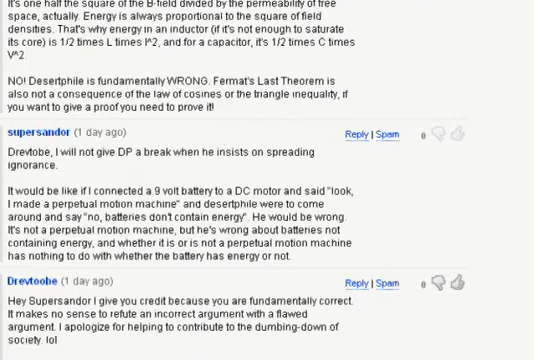 It's one half the square of the B-field divided by the permeability of free
space, actually. Energy is always proportional to the square of field
densities. That's why energy in an inductor (if it's not enough to saturate
its core) is 1/2 times L times I^2, and for a capacitor, it's 1/2 times C times
V^2.
NO! Desertphile is fundamentally WRONG. Fermat's Last Theorem is
also not a consequence of the law of cosines or the triangle inequality, if
you want to give a proof you need to prove it!
supersandor (1 day ago) Reply | Spam 0
Drevtobe, I will not give DP a break when he insists on spreading
ignorance.
It would be like if I connected a 9 volt battery to a DC motor and said "look,
I made a perpetual motion machine" and desertphile were to come
around and say "no, batteries don't contain energy". He would be wrong.
It's not a perpetual motion machine, but he's wrong about batteries not
containing energy, and whether it is or is not a perpetual motion machine
has nothing to do with whether the battery has energy or not.
Drevtoobe (1 day ago) Reply | Spam 0
Hey Supersandor I give you credit because you are fundamentally correct.
It makes no sense to refute an incorrect argument with a flawed
argument. I apologize for helping to contribute to the dumbing-down of
society. lol